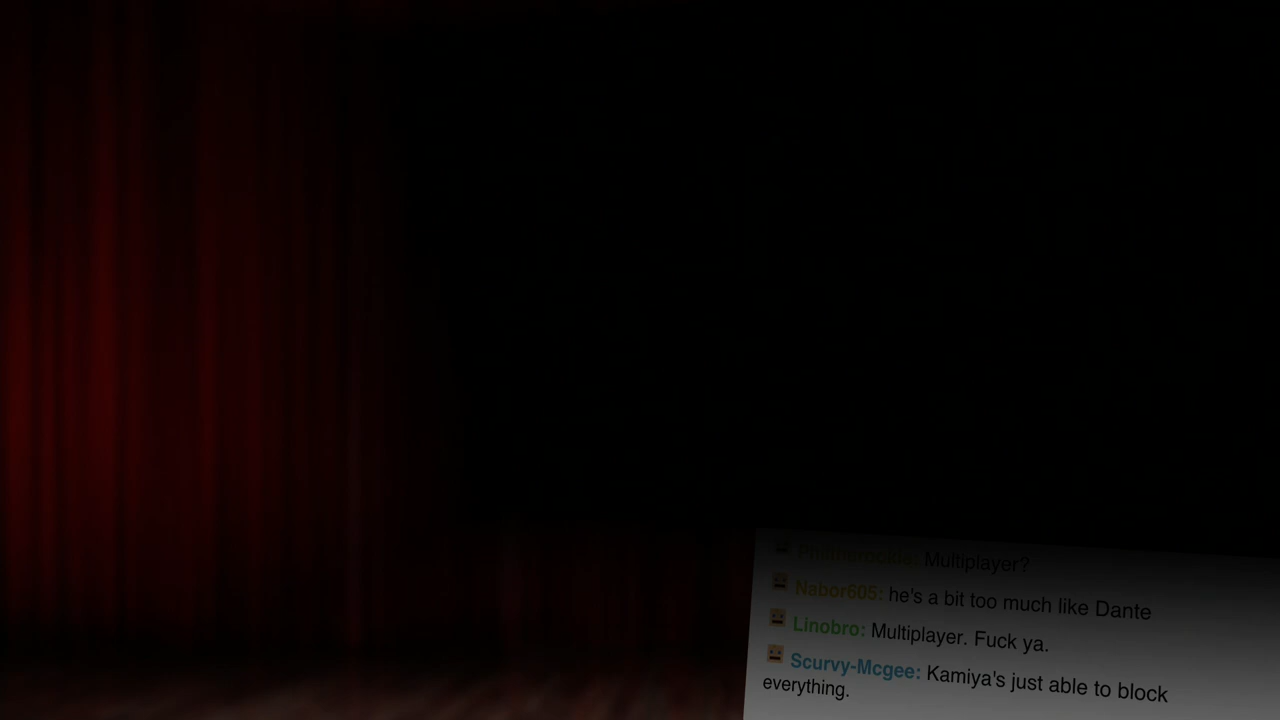 Multiplayer?
Nabor605: he's a bit too much like Dante
Linobro: Multiplayer. Fuck ya.
Scurvy-Mcgee: Kamiya's just able to block
everything.